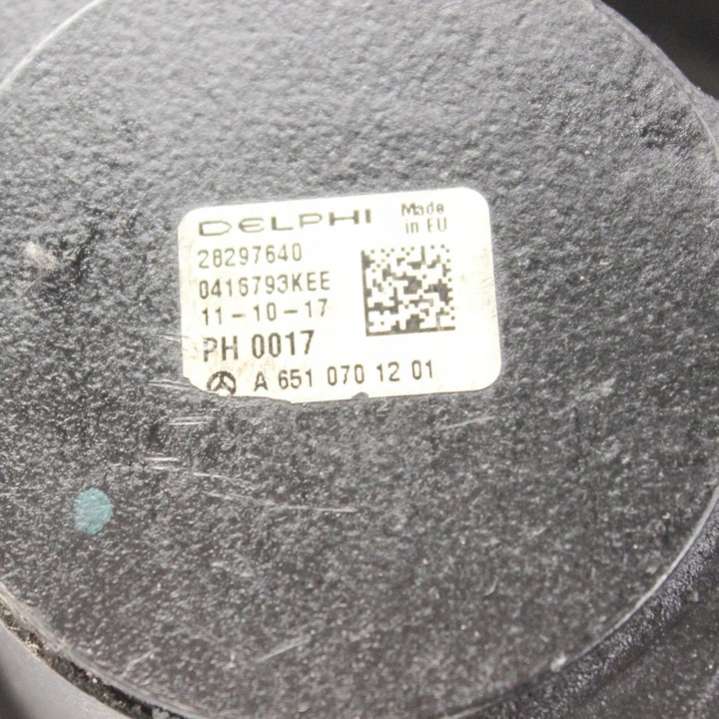 DELPHI Made in EU
28297640
0416793KEE
11-10-17
PH 0017
A 651 070 12 01